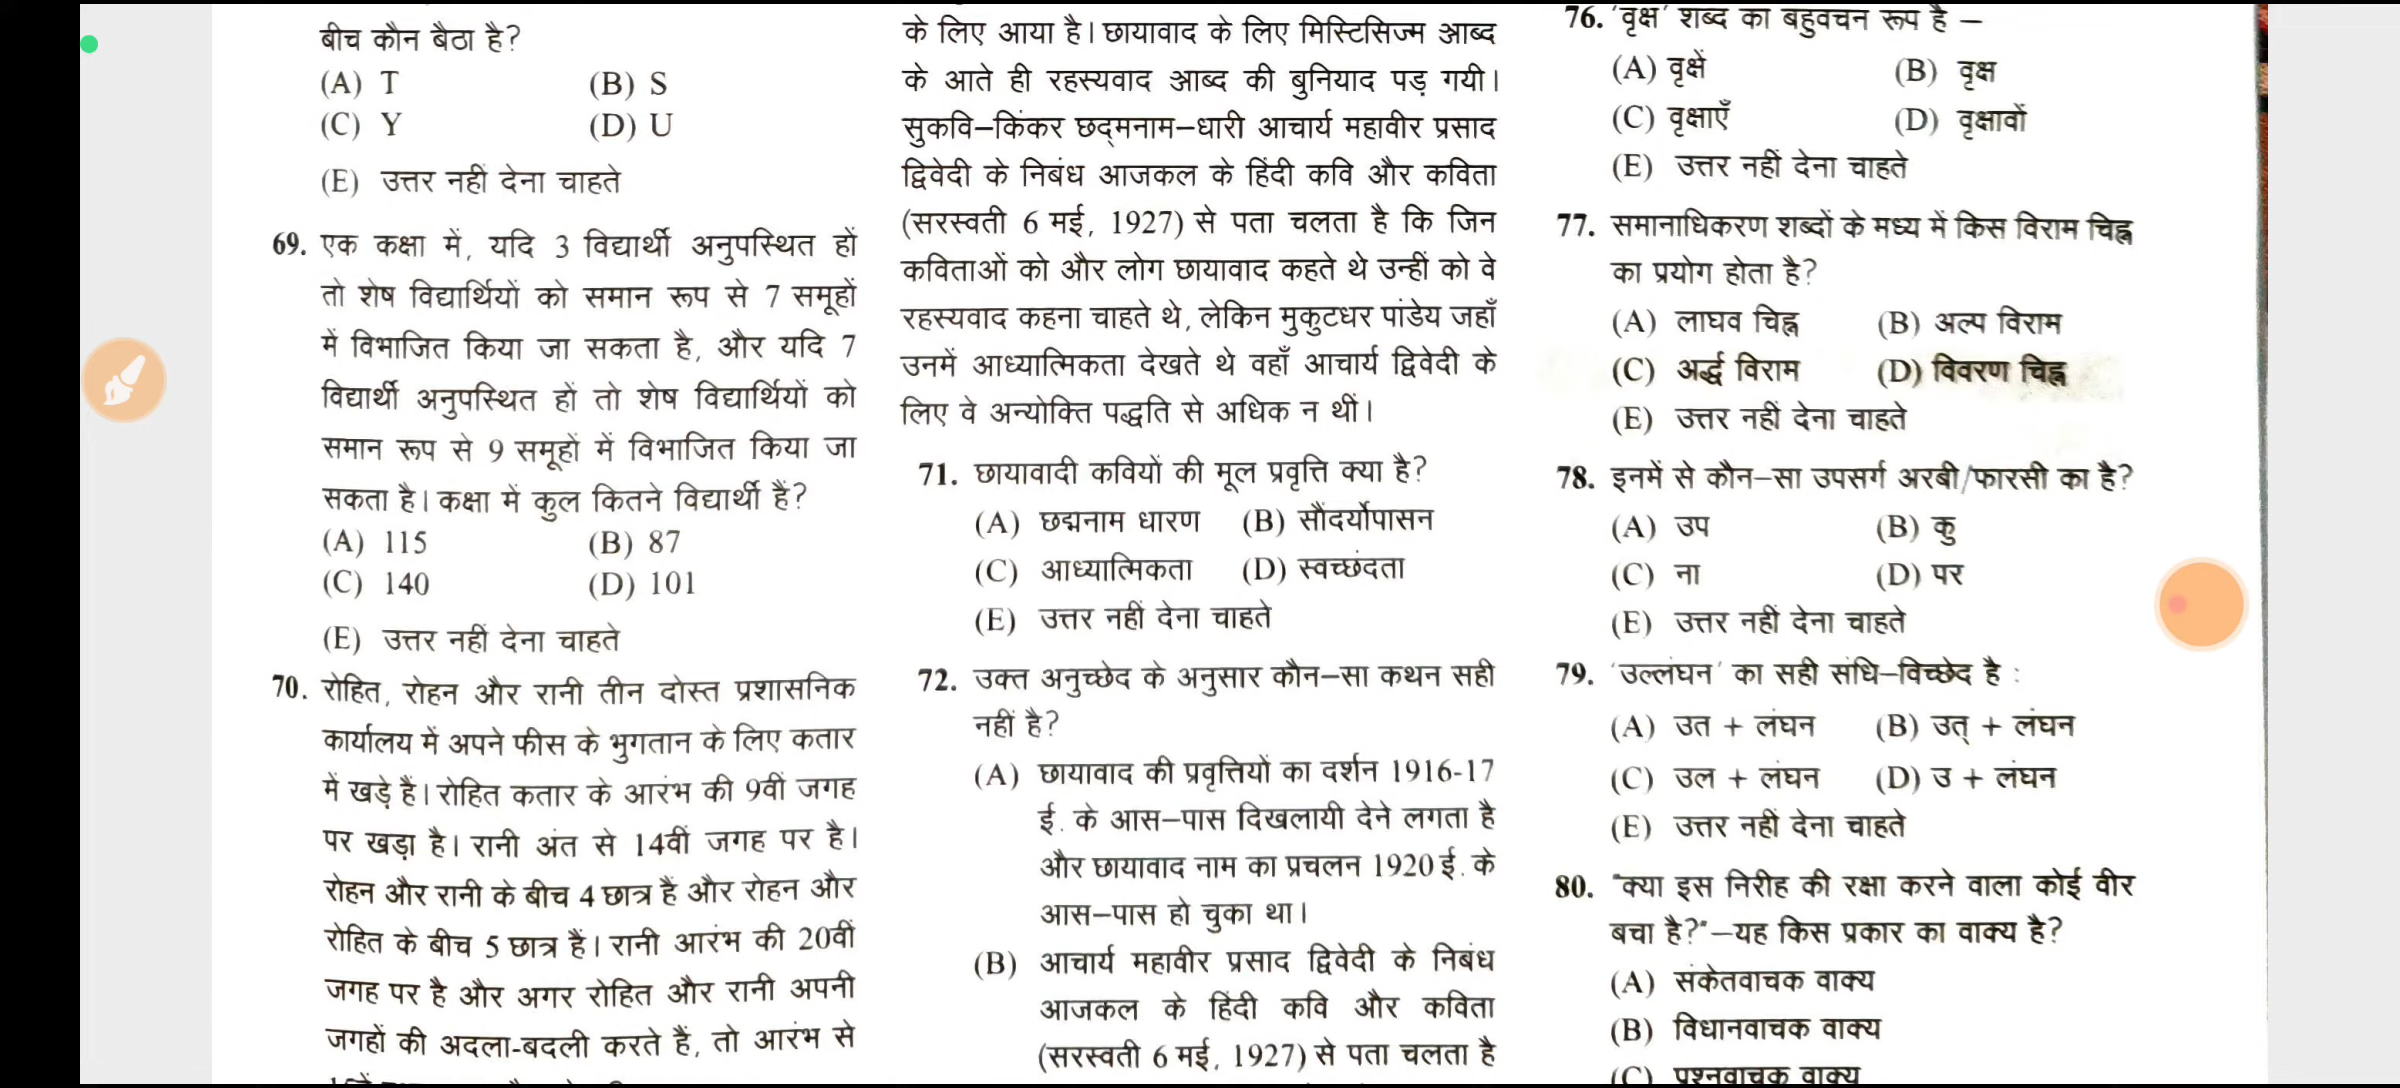 बीच कौन बैठा है?
(A) T (B) S
(C) Y (D) U
(E) उत्तर नहीं देना चाहते
69. एक कक्षा में, यदि 3 विद्यार्थी अनुपस्थित हों
तो शेष विद्यार्थियों को समान रूप से 7 समूहों
में विभाजित किया जा सकता है, और यदि 7
विद्यार्थी अनुपस्थित हों तो शेष विद्यार्थियों को
समान रूप से 9 समूहों में विभाजित किया जा
सकता है। कक्षा में कुल कितने विद्यार्थी हैं?
(A) 115 (B) 87
(C) 140 (D) 101
(E) उत्तर नहीं देना चाहते
70. रोहित, रोहन और रानी तीन दोस्त प्रशासनिक
कार्यालय में अपने फीस के भुगतान के लिए कतार
में खड़े हैं। रोहित कतार के आरंभ की 9वीं जगह
पर खड़ा है। रानी अंत से 14वीं जगह पर है।
रोहन और रानी के बीच 4 छात्र हैं और रोहन और
रोहित के बीच 5 छात्र हैं। रानी आरंभ की 20वीं
जगह पर है और अगर रोहित और रानी अपनी
जगहों की अदला-बदली करते हैं, तो आरंभ से
के लिए आया है। छायावाद के लिए मिस्टिसिज्म शब्द
के आते ही रहस्यवाद शब्द की बुनियाद पड़ गयी।
सुकवि–किंकर छद्मनाम–धारी आचार्य महावीर प्रसाद
द्विवेदी के निबंध आजकल के हिंदी कवि और कविता
(सरस्वती 6 मई, 1927) से पता चलता है कि जिन
कविताओं को और लोग छायावाद कहते थे उन्हीं को वे
रहस्यवाद कहना चाहते थे, लेकिन मुकुटधर पांडेय जहाँ
उनमें आध्यात्मिकता देखते थे वहाँ आचार्य द्विवेदी के
लिए वे अन्योक्ति पद्धति से अधिक न थीं।
71. छायावादी कवियों की मूल प्रवृत्ति क्या है?
(A) छद्मनाम धारण (B) सौंदर्योपासन
(C) आध्यात्मिकता (D) स्वच्छंदता
(E) उत्तर नहीं देना चाहते
72. उक्त अनुच्छेद के अनुसार कौन–सा कथन सही
नहीं है?
(A) छायावाद की प्रवृत्तियों का दर्शन 1916-17
ई. के आस–पास दिखलायी देने लगता है
और छायावाद नाम का प्रचलन 1920 ई. के
आस–पास हो चुका था।
(B) आचार्य महावीर प्रसाद द्विवेदी के निबंध
आजकल के हिंदी कवि और कविता
(सरस्वती 6 मई, 1927) से पता चलता है
76. 'वृक्ष' शब्द का बहुवचन रूप है –
(A) वृक्षें (B) वृक्ष
(C) वृक्षाएँ (D) वृक्षावों
(E) उत्तर नहीं देना चाहते
77. समानाधिकरण शब्दों के मध्य में किस विराम चिह्न
का प्रयोग होता है?
(A) लाघव चिह्न (B) अल्प विराम
(C) अर्द्ध विराम (D) विवरण चिह्न
(E) उत्तर नहीं देना चाहते
78. इनमें से कौन–सा उपसर्ग अरबी/फारसी का है?
(A) उप (B) कु
(C) ना (D) पर
(E) उत्तर नहीं देना चाहते
79. 'उल्लंघन' का सही संधि–विच्छेद है :
(A) उत + लंघन (B) उत् + लंघन
(C) उल + लंघन (D) उ + लंघन
(E) उत्तर नहीं देना चाहते
80. "क्या इस निरीह की रक्षा करने वाला कोई वीर
बचा है?"–यह किस प्रकार का वाक्य है?
(A) संकेतवाचक वाक्य
(B) विधानवाचक वाक्य
(C) प्रश्नवाचक वाक्य